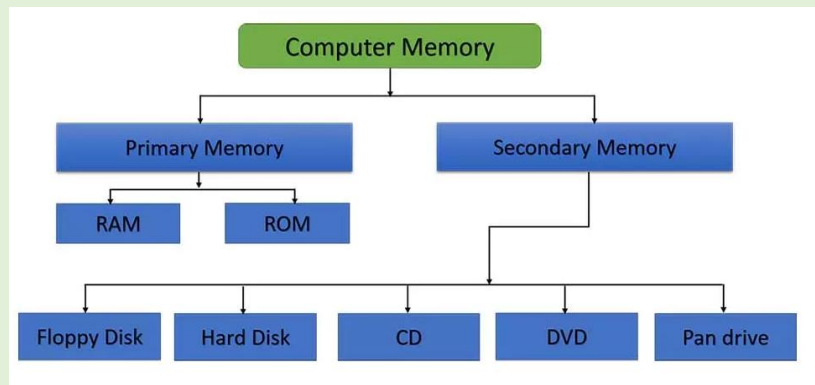 Computer Memory
Primary Memory
Secondary Memory
RAM
ROM
Floppy Disk
Hard Disk
CD
DVD
Pan drive